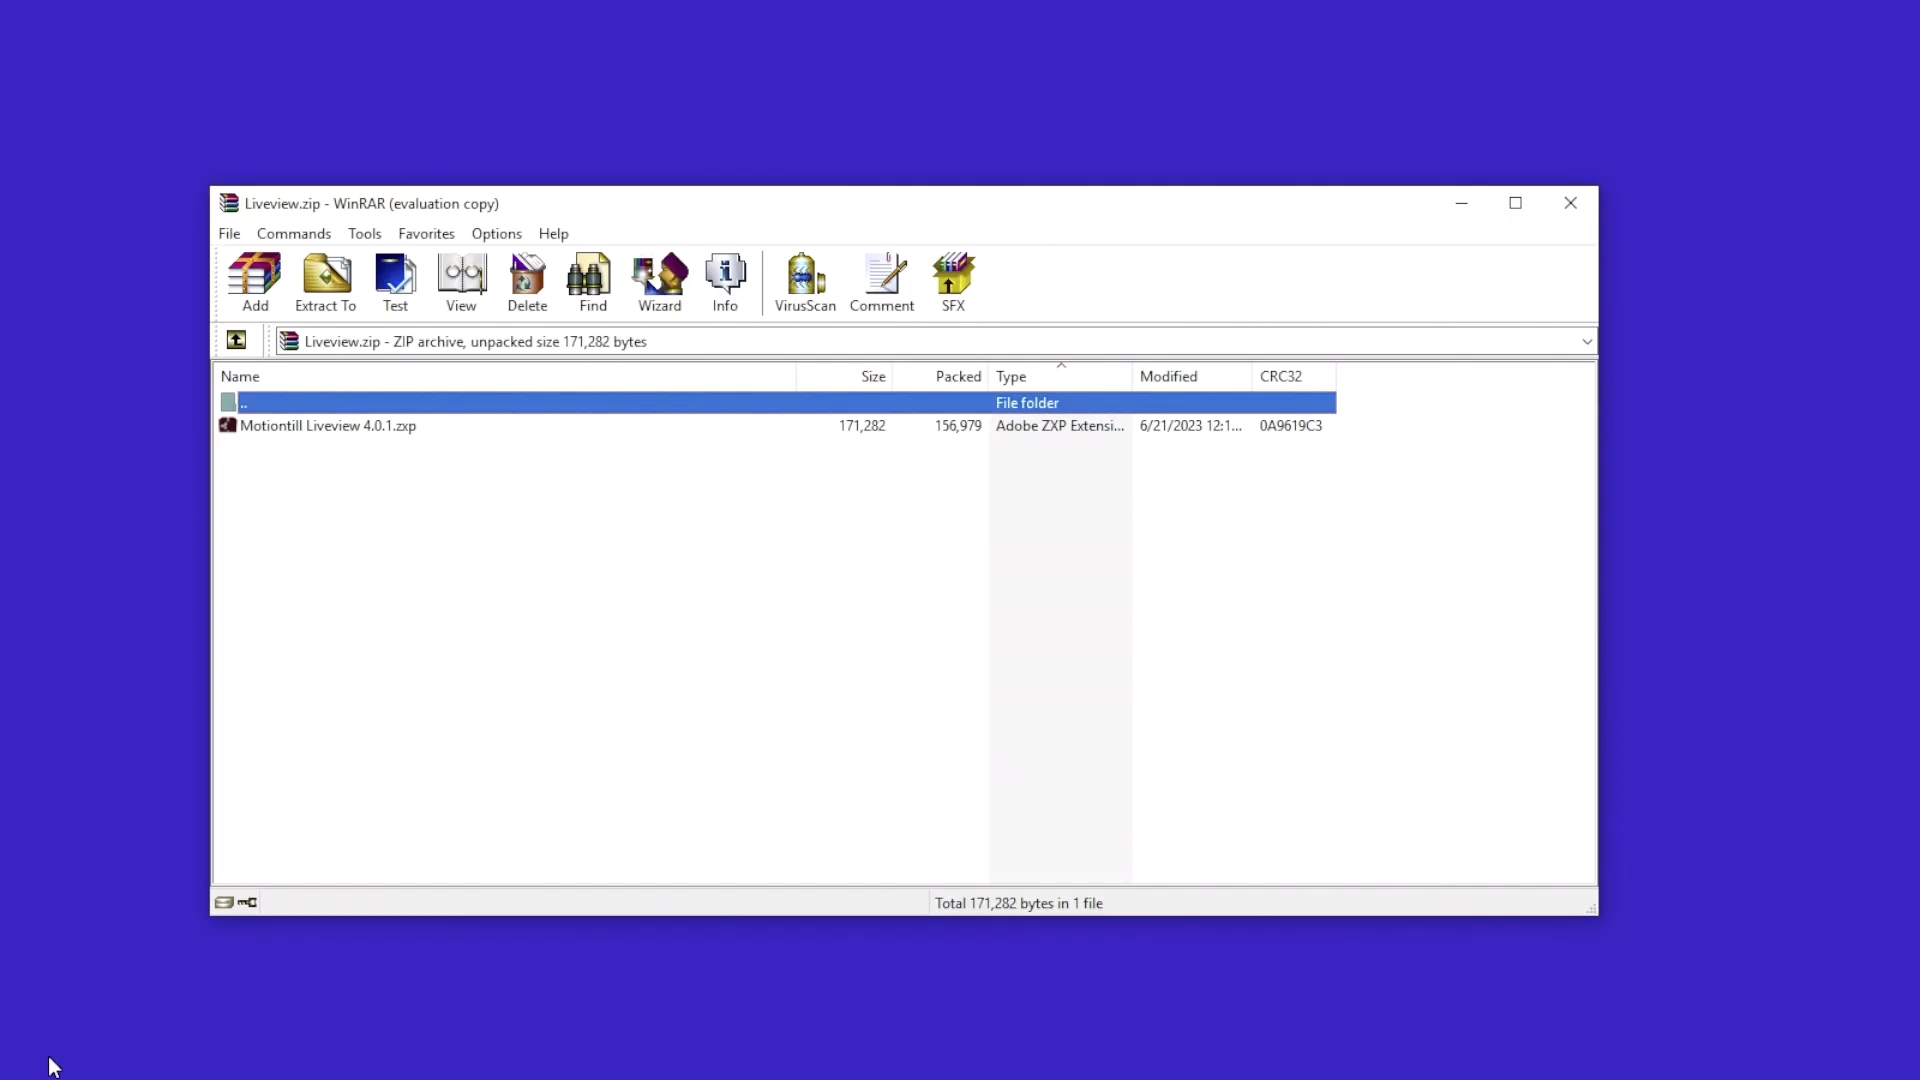 Liveview.zip - WinRAR (evaluation copy)
File Commands Tools Favorites Options Help
Add Extract To Test View Delete Find Wizard Info VirusScan Comment SFX
Liveview.zip - ZIP archive, unpacked size 171,282 bytes
Name Size Packed Type Modified CRC32
.. File folder
Motiontill Liveview 4.0.1.zxp 171,282 156,979 Adobe ZXP Extensi... 6/21/2023 12:1... 0A9619C3
Total 171,282 bytes in 1 file